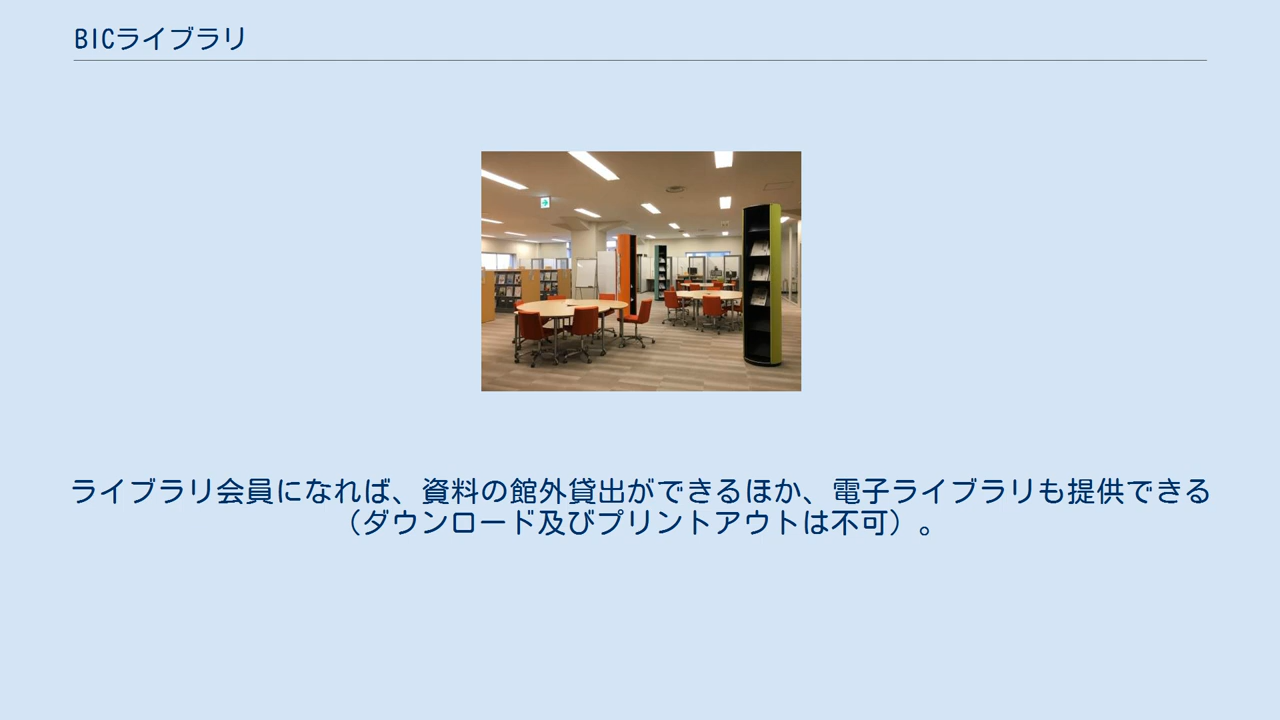 BICライブラリ
ライブラリ会員になれば、資料の館外貸出ができるほか、電子ライブラリも提供できる
（ダウンロード及びプリントアウトは不可）。